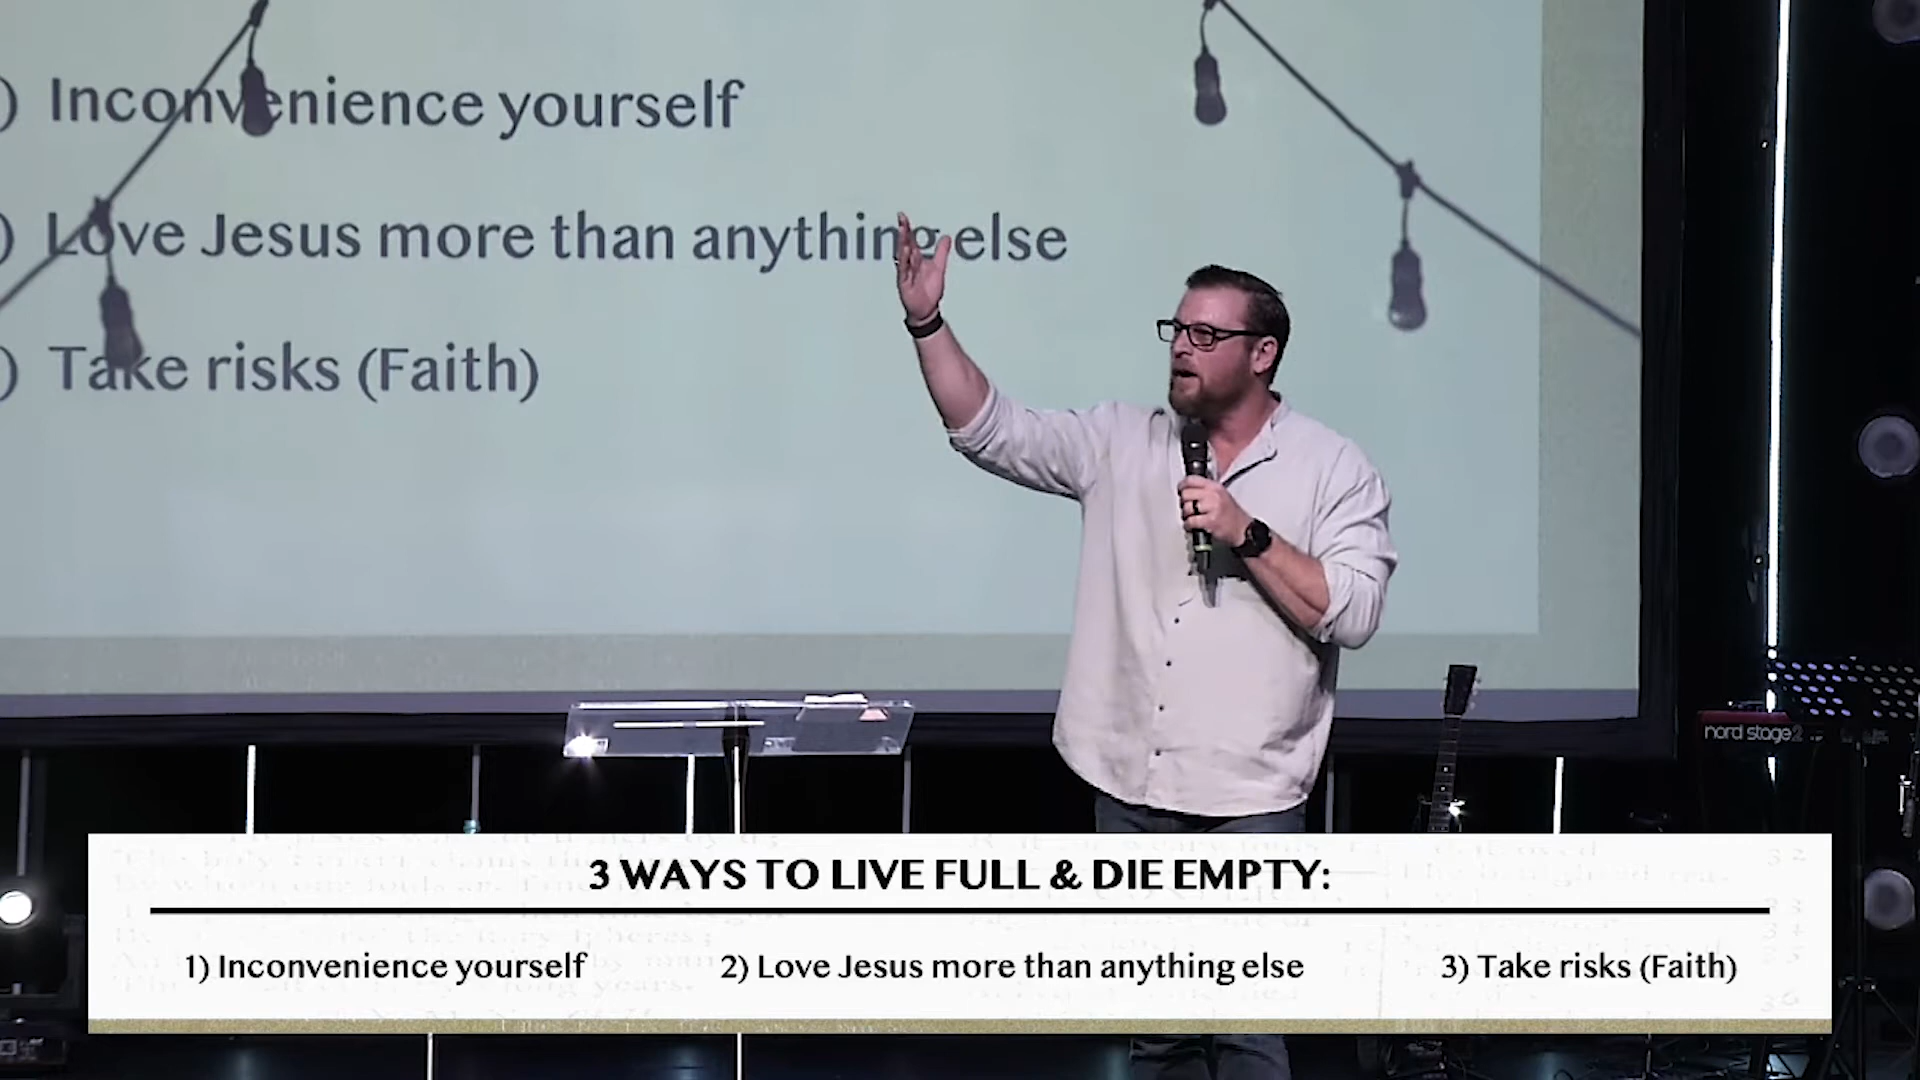 ) Inconvenience yourself
) Love Jesus more than anything else
) Take risks (Faith)
nord stage 2
3 WAYS TO LIVE FULL & DIE EMPTY:
1) Inconvenience yourself 2) Love Jesus more than anything else 3) Take risks (Faith)